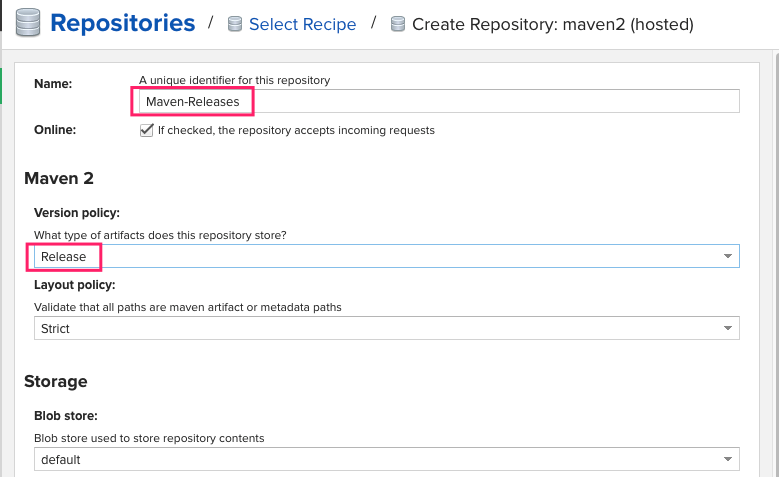 Repositories / Select Recipe / Create Repository: maven2 (hosted)
Name: A unique identifier for this repository
Maven-Releases
Online: If checked, the repository accepts incoming requests
Maven 2
Version policy:
What type of artifacts does this repository store?
Release
Layout policy:
Validate that all paths are maven artifact or metadata paths
Strict
Storage
Blob store:
Blob store used to store repository contents
default